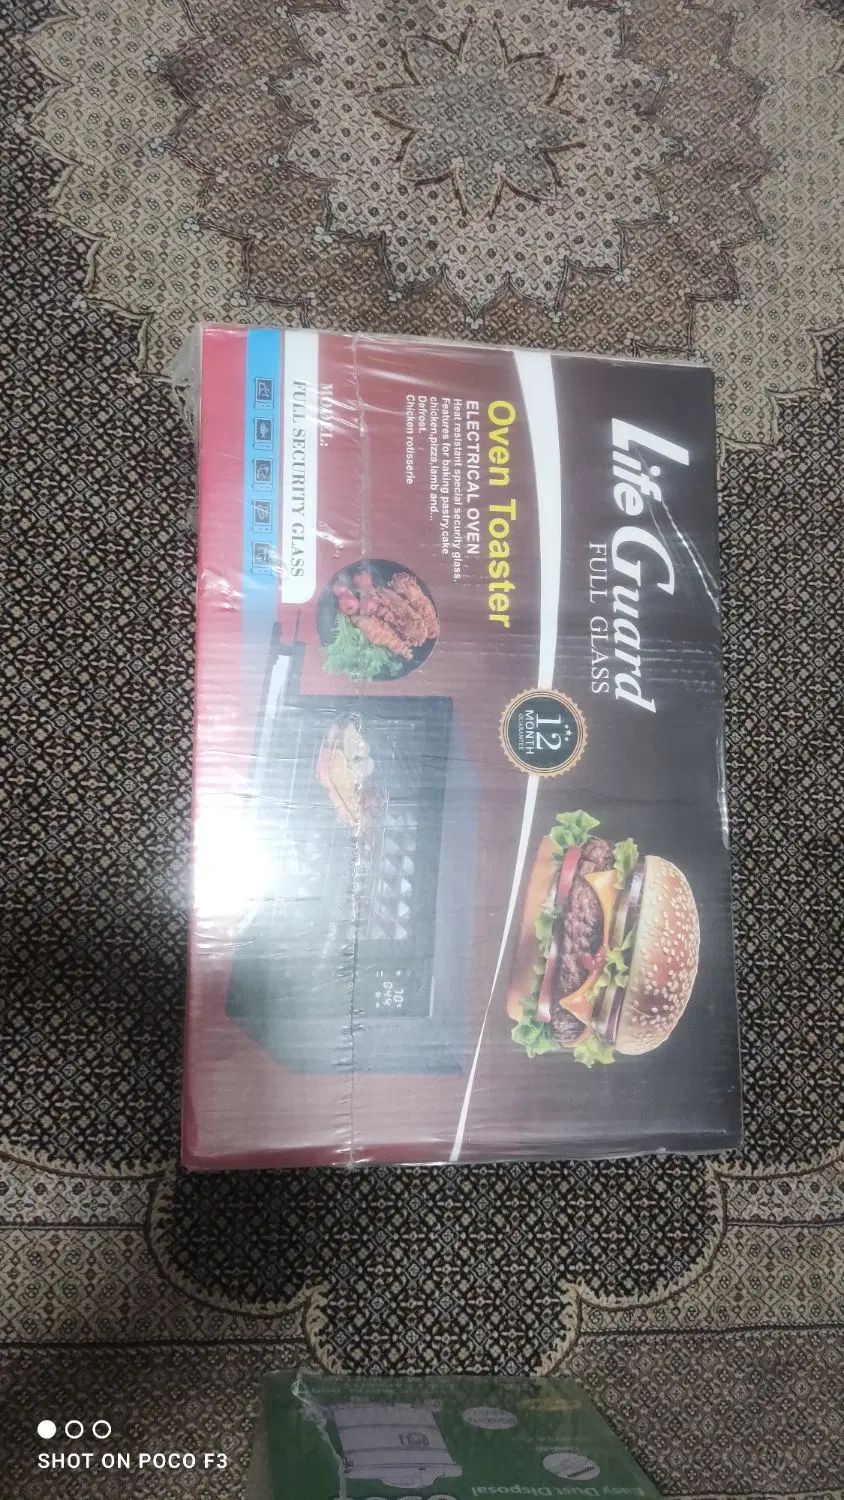 Life Guard
FULL GLASS
Oven Toaster
ELECTRICAL OVEN
Heat resistant special security glass.
Features for baking pastry,cake
chicken,pizza,lamb and...
Defrost.
Chicken rotisserie
12
MONTH
GUARANTEE
MODEL:
FULL SECURITY GLASS
70°
Easy Dust Disposal
SHOT ON POCO F3